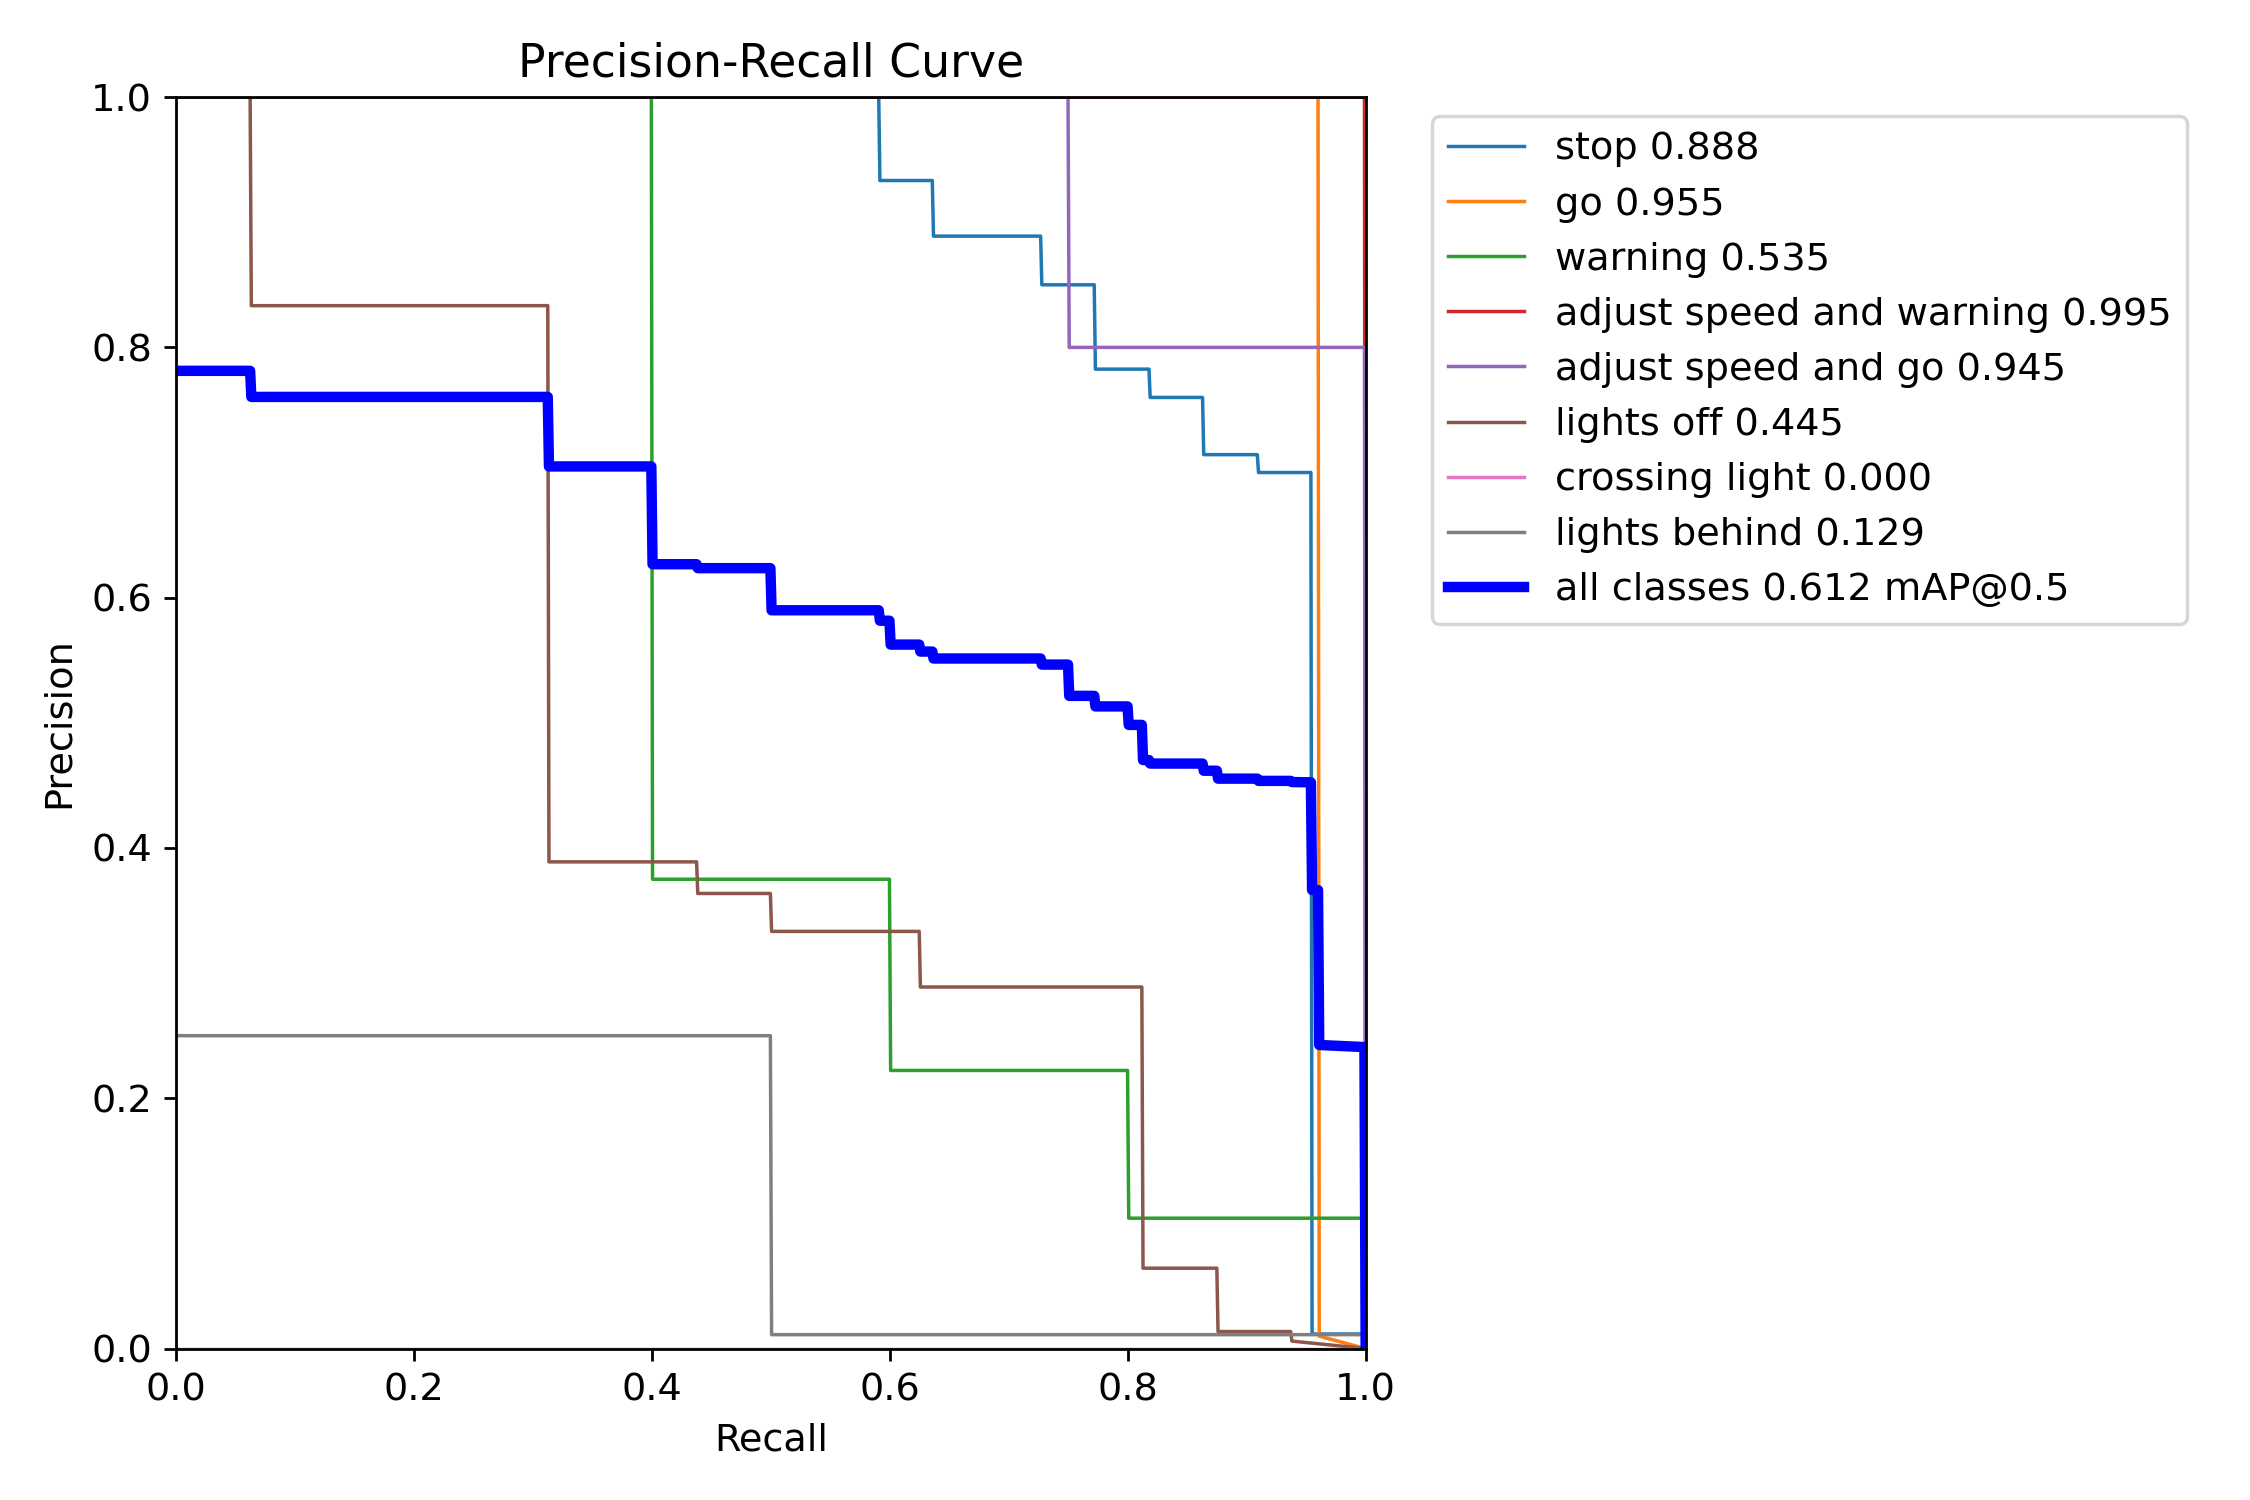 Precision-Recall Curve
1.0
0.8
0.6
0.4
0.2
0.0
Precision
0.0 0.2 0.4 0.6 0.8 1.0
Recall
stop 0.888
go 0.955
warning 0.535
adjust speed and warning 0.995
adjust speed and go 0.945
lights off 0.445
crossing light 0.000
lights behind 0.129
all classes 0.612 mAP@0.5